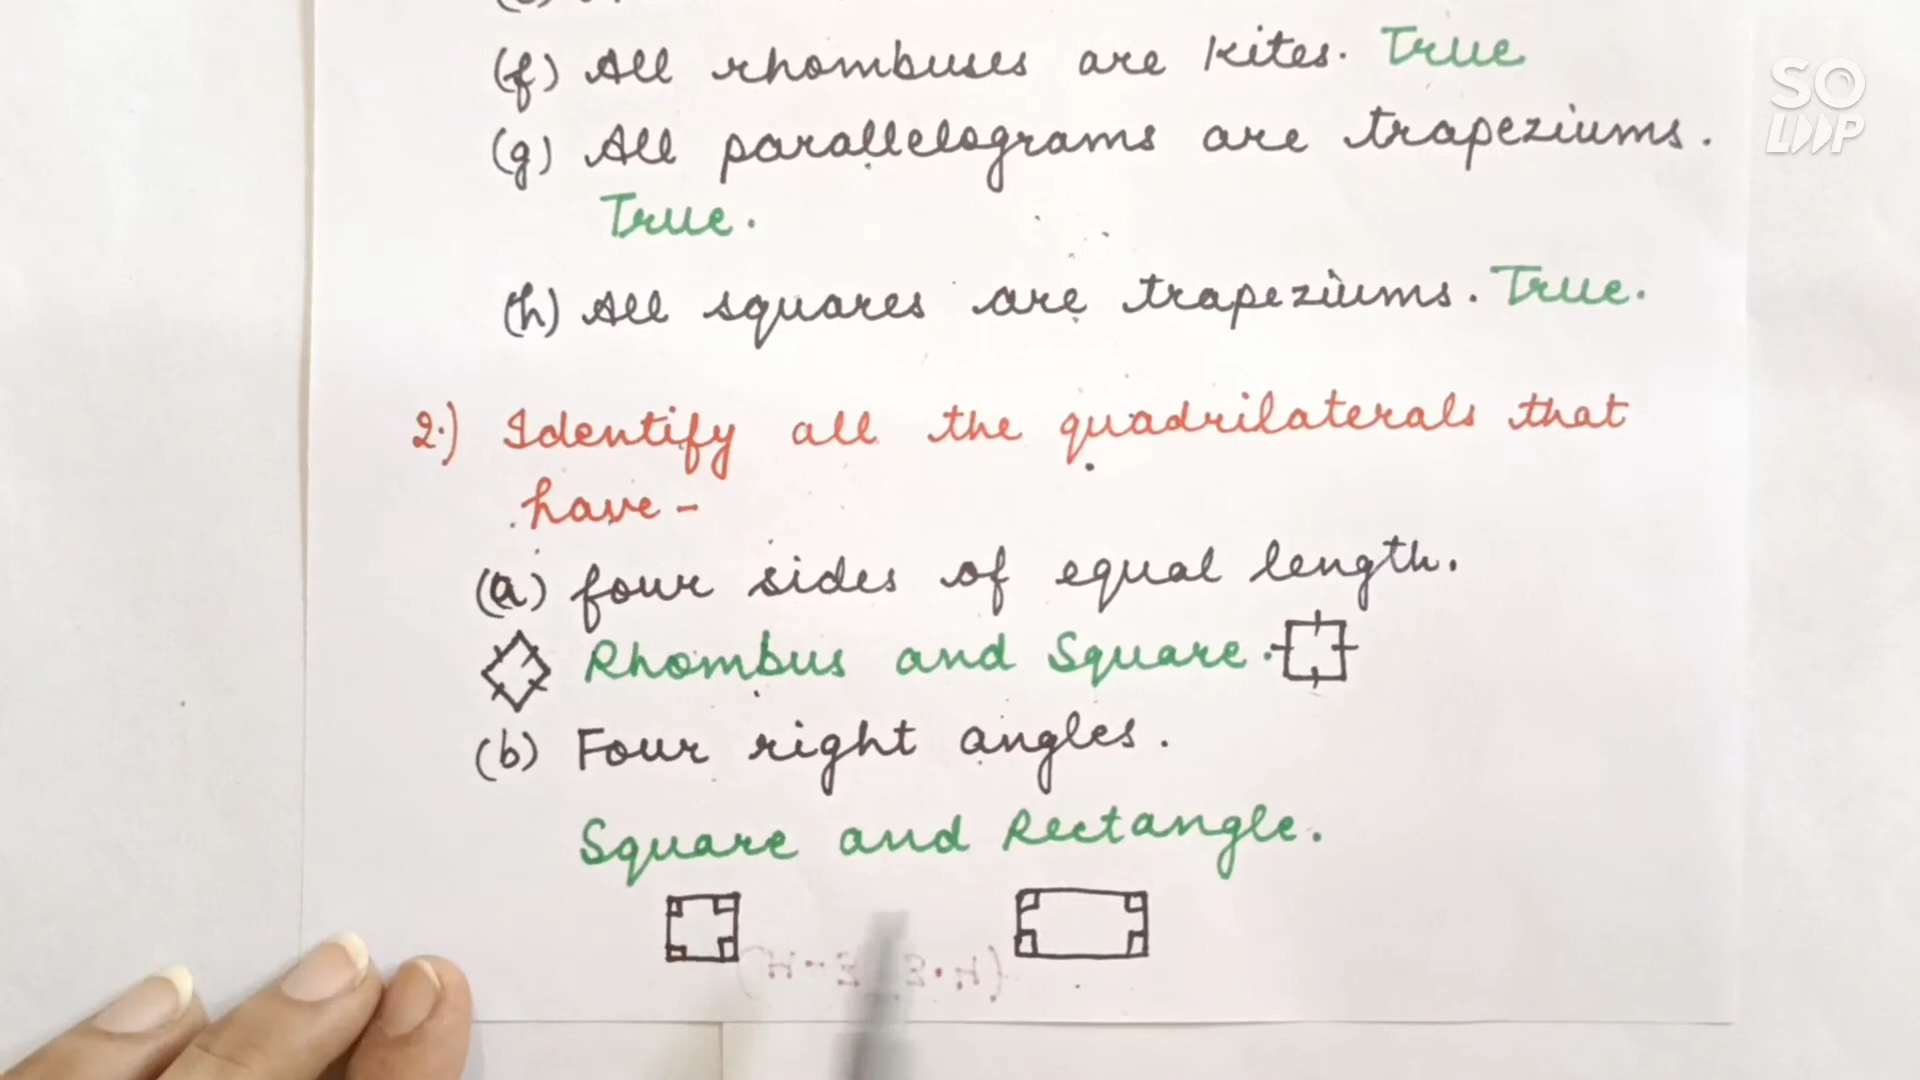 (f) All rhombuses are kites. True
(g) All parallelograms are trapeziums.
True.
(h) All squares are trapeziums. True.
2.) Identify all the quadrilaterals that
have-
(a) four sides of equal length.
Rhombus and Square.
(b) Four right angles.
Square and Rectangle.
SO
LOOP